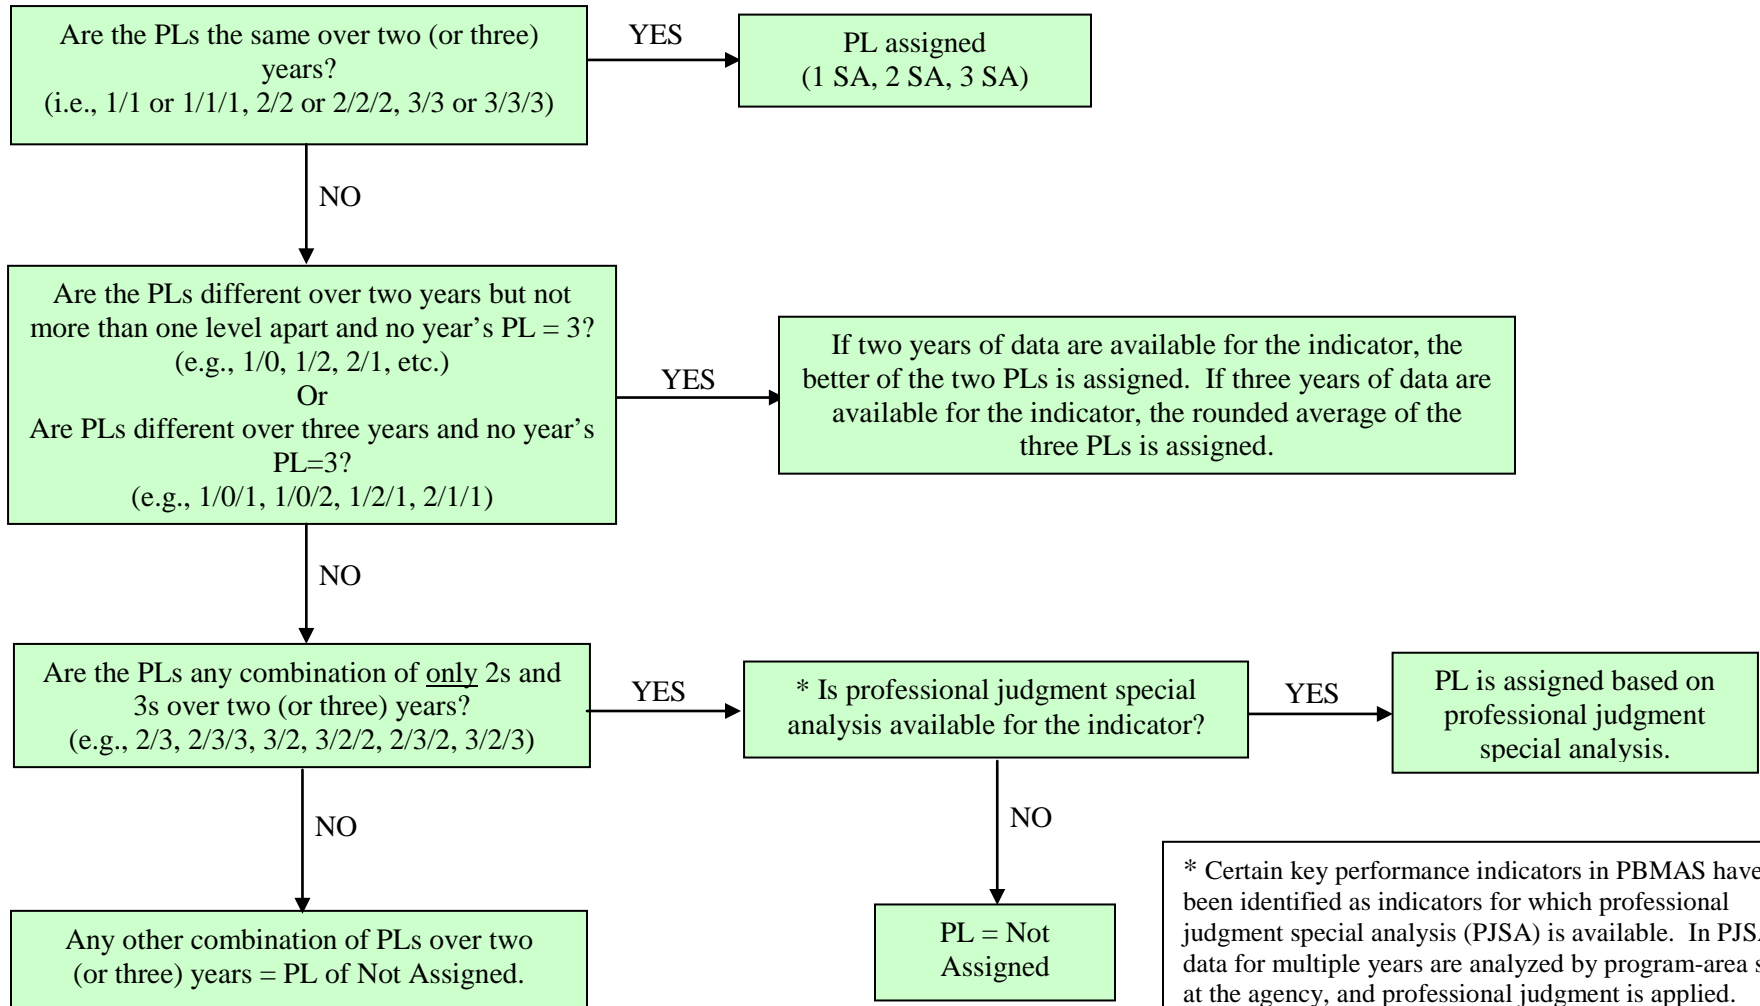 Are the PLs the same over two (or three)
years?
(i.e., 1/1 or 1/1/1, 2/2 or 2/2/2, 3/3 or 3/3/3)
YES
PL assigned
(1 SA, 2 SA, 3 SA)
NO
Are the PLs different over two years but not
more than one level apart and no year’s PL = 3?
(e.g., 1/0, 1/2, 2/1, etc.)
Or
Are PLs different over three years and no year’s
PL=3?
(e.g., 1/0/1, 1/0/2, 1/2/1, 2/1/1)
YES
If two years of data are available for the indicator, the
better of the two PLs is assigned. If three years of data are
available for the indicator, the rounded average of the
three PLs is assigned.
NO
Are the PLs any combination of only 2s and
3s over two (or three) years?
(e.g., 2/3, 2/3/3, 3/2, 3/2/2, 2/3/2, 3/2/3)
YES
* Is professional judgment special
analysis available for the indicator?
YES
PL is assigned based on
professional judgment
special analysis.
NO
NO
Any other combination of PLs over two
(or three) years = PL of Not Assigned.
PL = Not
Assigned
* Certain key performance indicators in PBMAS have
been identified as indicators for which professional
judgment special analysis (PJSA) is available. In PJSA
data for multiple years are analyzed by program-area
at the agency, and professional judgment is applied.